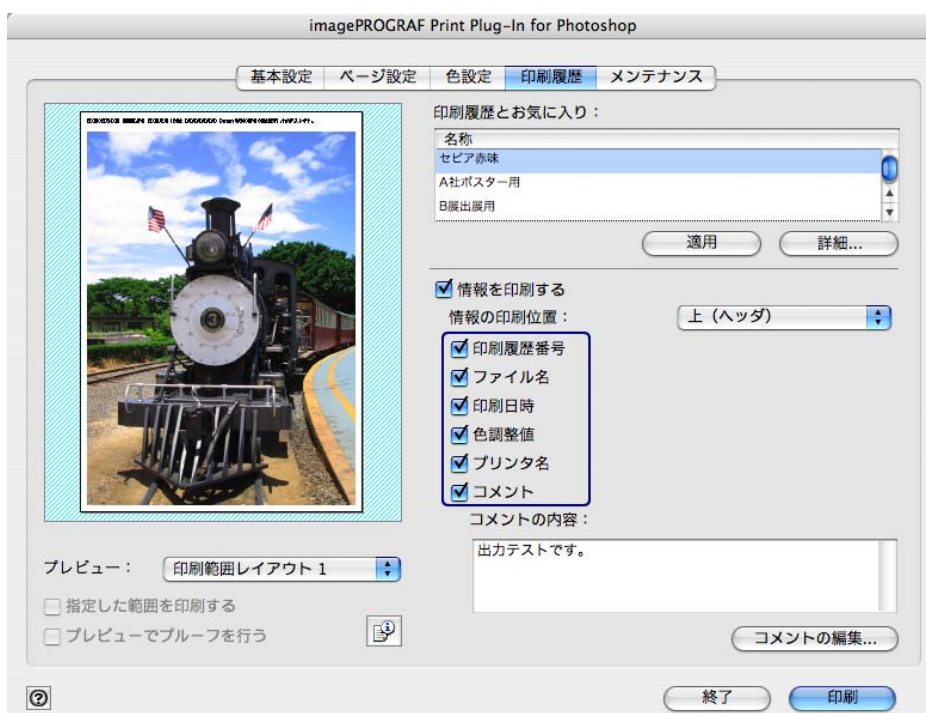 imagePROGRAF Print Plug-In for Photoshop
基本設定 ページ設定 色設定 印刷履歴 メンテナンス
印刷履歴とお気に入り：
名称
セピア赤味
A社ポスター用
B展出展用
適用 詳細...
情報を印刷する
情報の印刷位置： 上（ヘッダ）
印刷履歴番号
ファイル名
印刷日時
色調整値
プリンタ名
コメント
コメントの内容：
出力テストです。
プレビュー： 印刷範囲レイアウト 1
指定した範囲を印刷する
プレビューでプルーフを行う
コメントの編集...
終了 印刷
3